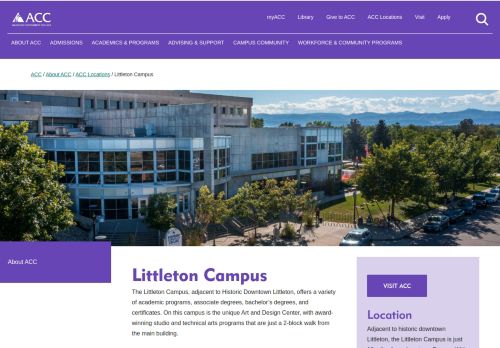 myACC Library Give to ACC ACC Locations Visit Apply
ACC
ABOUT ACC ADMISSIONS ACADEMICS & PROGRAMS ADVISING & SUPPORT CAMPUS COMMUNITY WORKFORCE & COMMUNITY PROGRAMS
ACC / About ACC / ACC Locations / Littleton Campus
About ACC
Littleton Campus
The Littleton Campus, adjacent to Historic Downtown Littleton, offers a variety
of academic programs, associate degrees, bachelor's degrees, and
certificates. On this campus is the unique Art and Design Center, with award-
winning studio and technical arts programs that are just a 2-block walk from
the main building.
VISIT ACC
Location
Adjacent to historic downtown
Littleton, the Littleton Campus is just